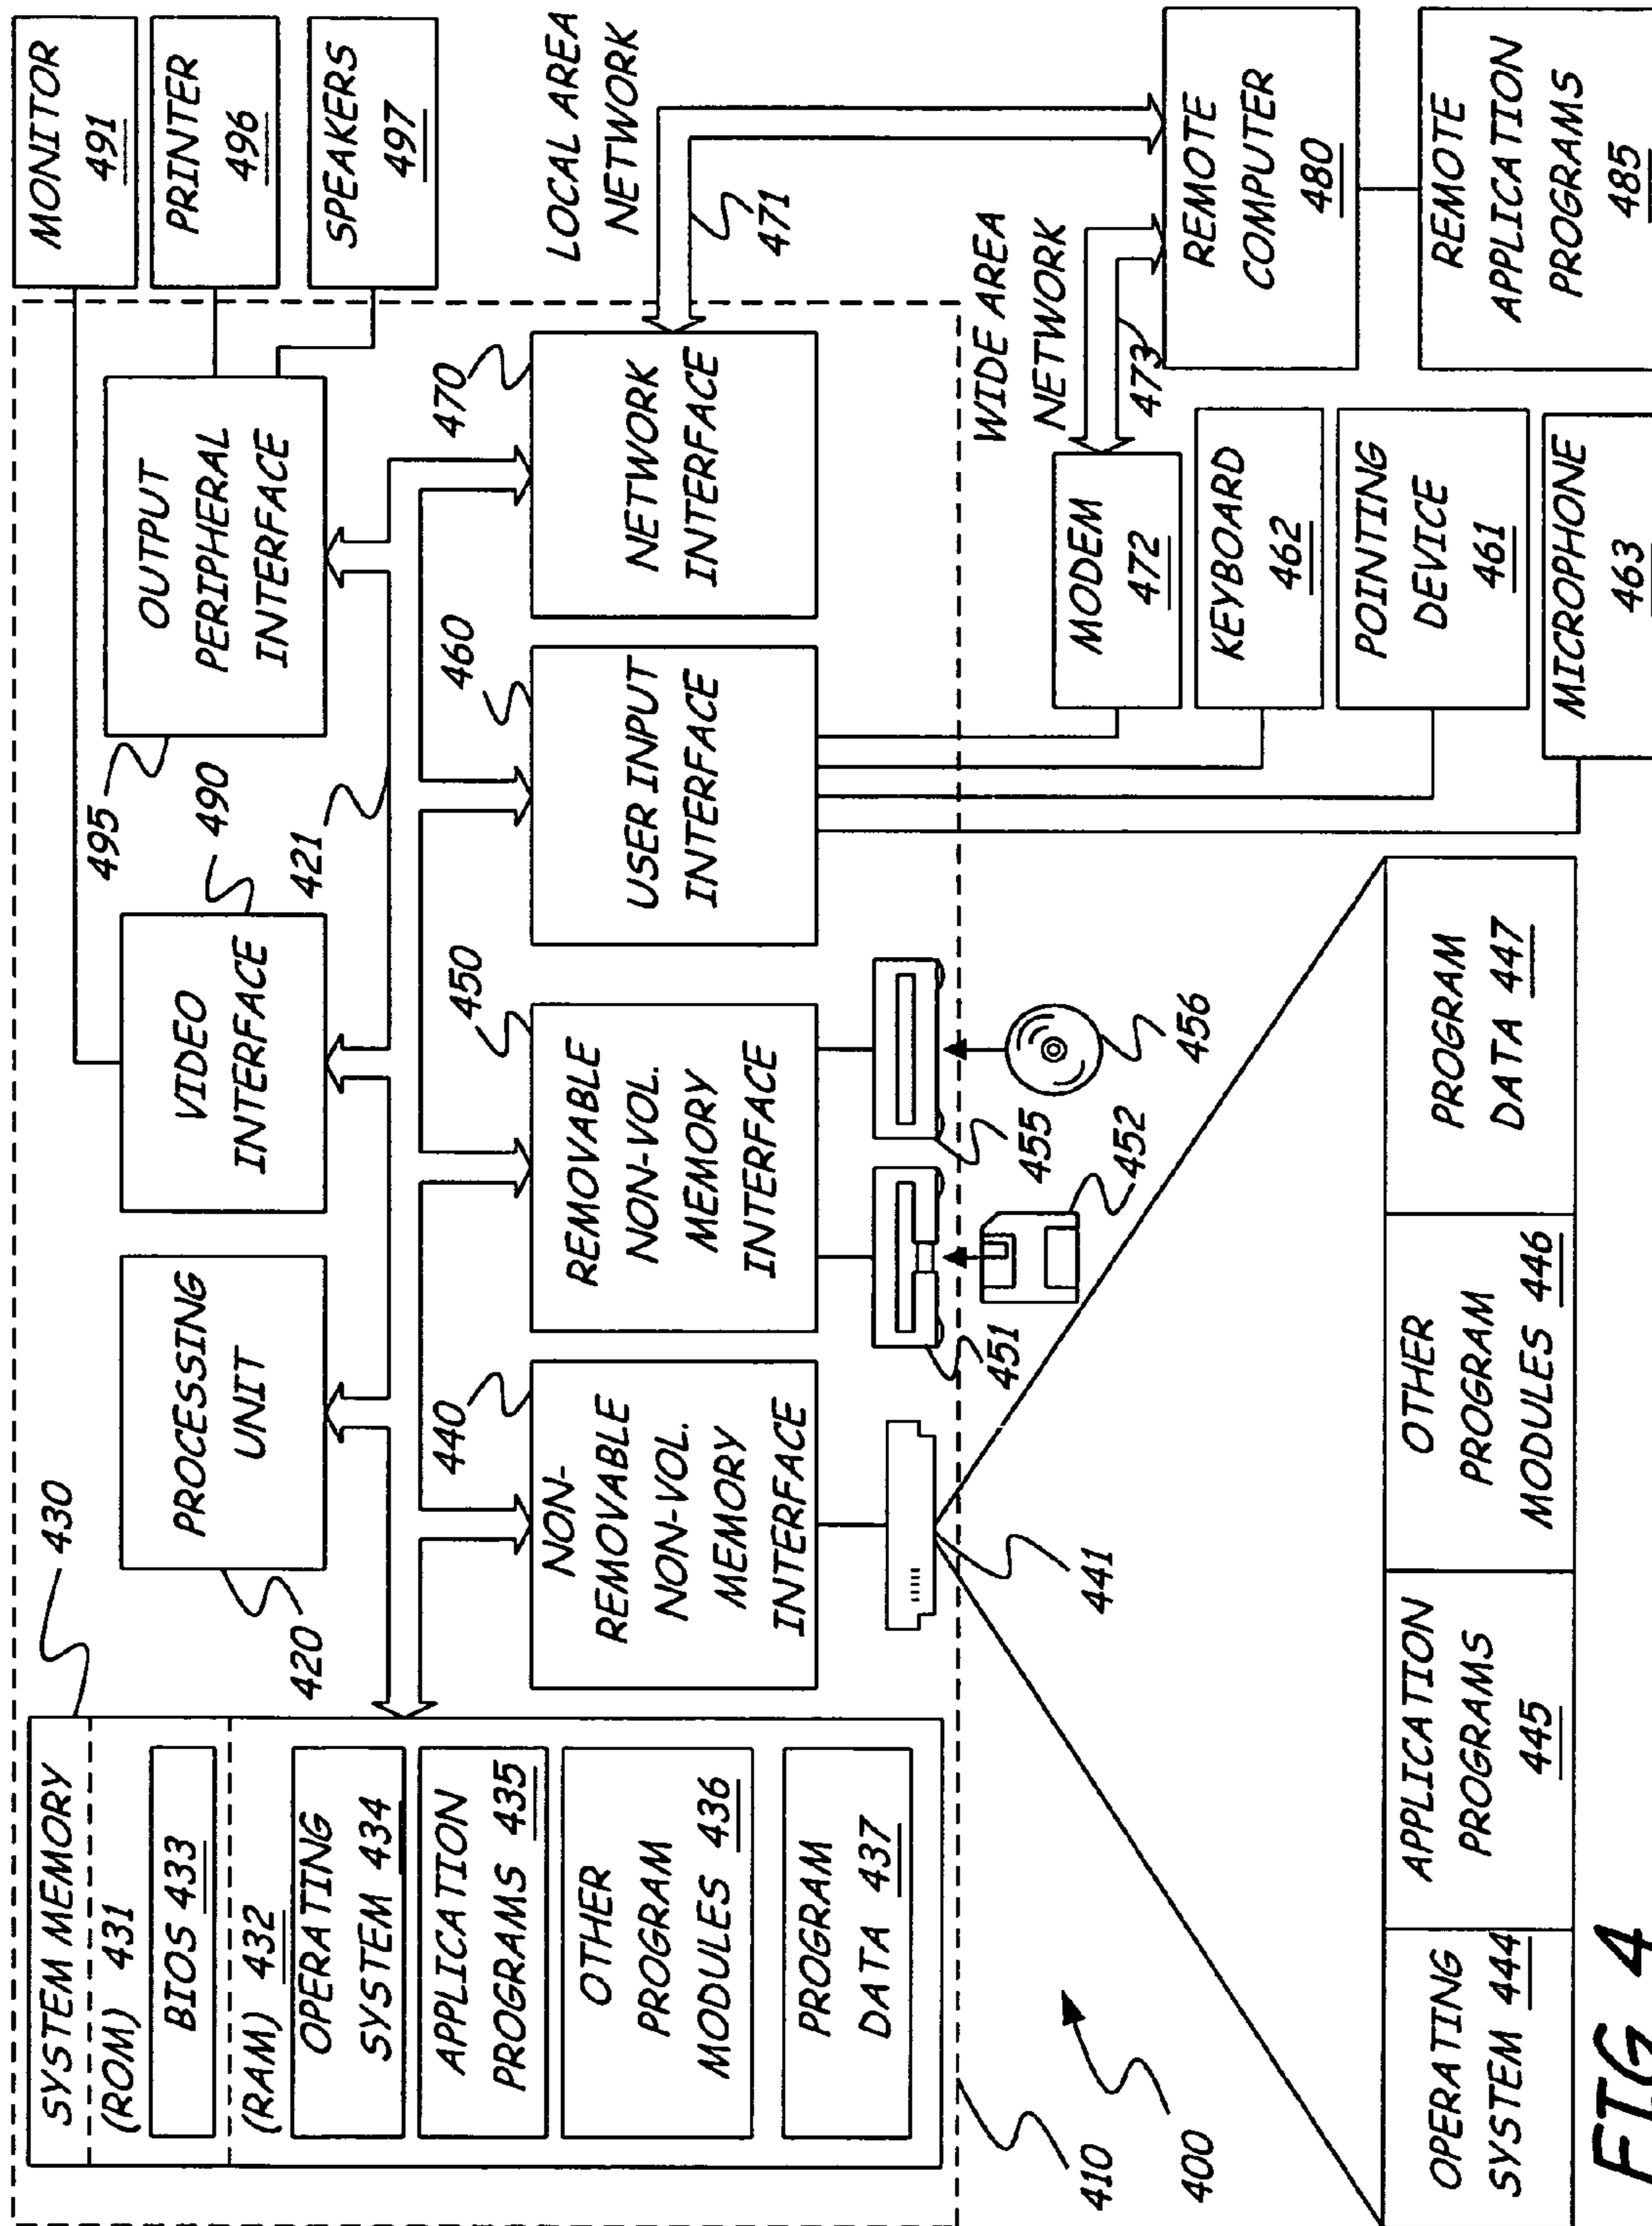 SYSTEM MEMORY
(ROM) 431
BIOS 433
(RAM) 432
OPERATING
SYSTEM 434
APPLICATION
PROGRAMS 435
OTHER
PROGRAM
MODULES 436
PROGRAM
DATA 437
430
PROCESSING
UNIT
420
VIDEO
INTERFACE
490
OUTPUT
PERIPHERAL
INTERFACE
495
421
MONITOR
491
PRINTER
496
SPEAKERS
497
440
NON-
REMOVABLE
NON-VOL.
MEMORY
INTERFACE
450
REMOVABLE
NON-VOL.
MEMORY
INTERFACE
460
USER INPUT
INTERFACE
470
NETWORK
INTERFACE
LOCAL AREA
NETWORK
471
441
451
452
455
456
WIDE AREA
NETWORK
473
MODEM
472
KEYBOARD
462
POINTING
DEVICE
461
MICROPHONE
463
REMOTE
COMPUTER
480
REMOTE
APPLICATION
PROGRAMS
485
410
400
OPERATING
SYSTEM 444
APPLICATION
PROGRAMS
445
OTHER
PROGRAM
MODULES 446
PROGRAM
DATA 447
FIG. 4